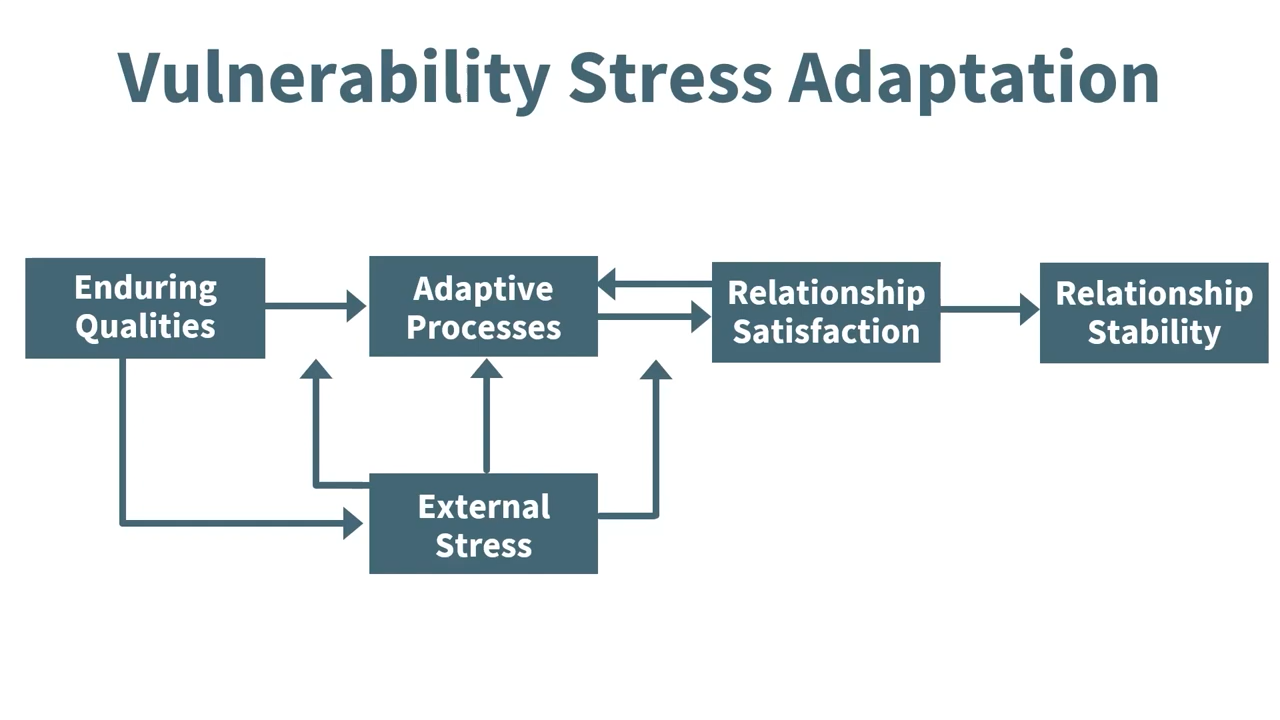 Vulnerability Stress Adaptation
Enduring
Qualities
Adaptive
Processes
Relationship
Satisfaction
Relationship
Stability
External
Stress